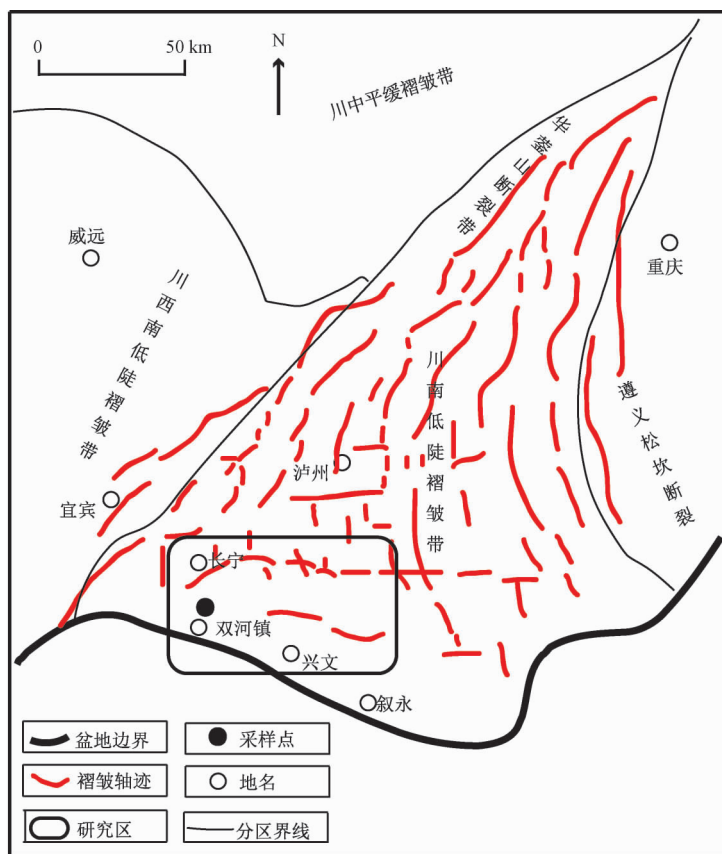 0 50 km
N
川中平缓褶皱带
华蓥山断裂带
威远
重庆
川西南低陡褶皱带
川南低陡褶皱带
遵义松坎断裂
泸州
宜宾
长宁
双河镇
兴文
叙永
盆地边界
采样点
褶皱轴迹
地名
研究区
分区界线